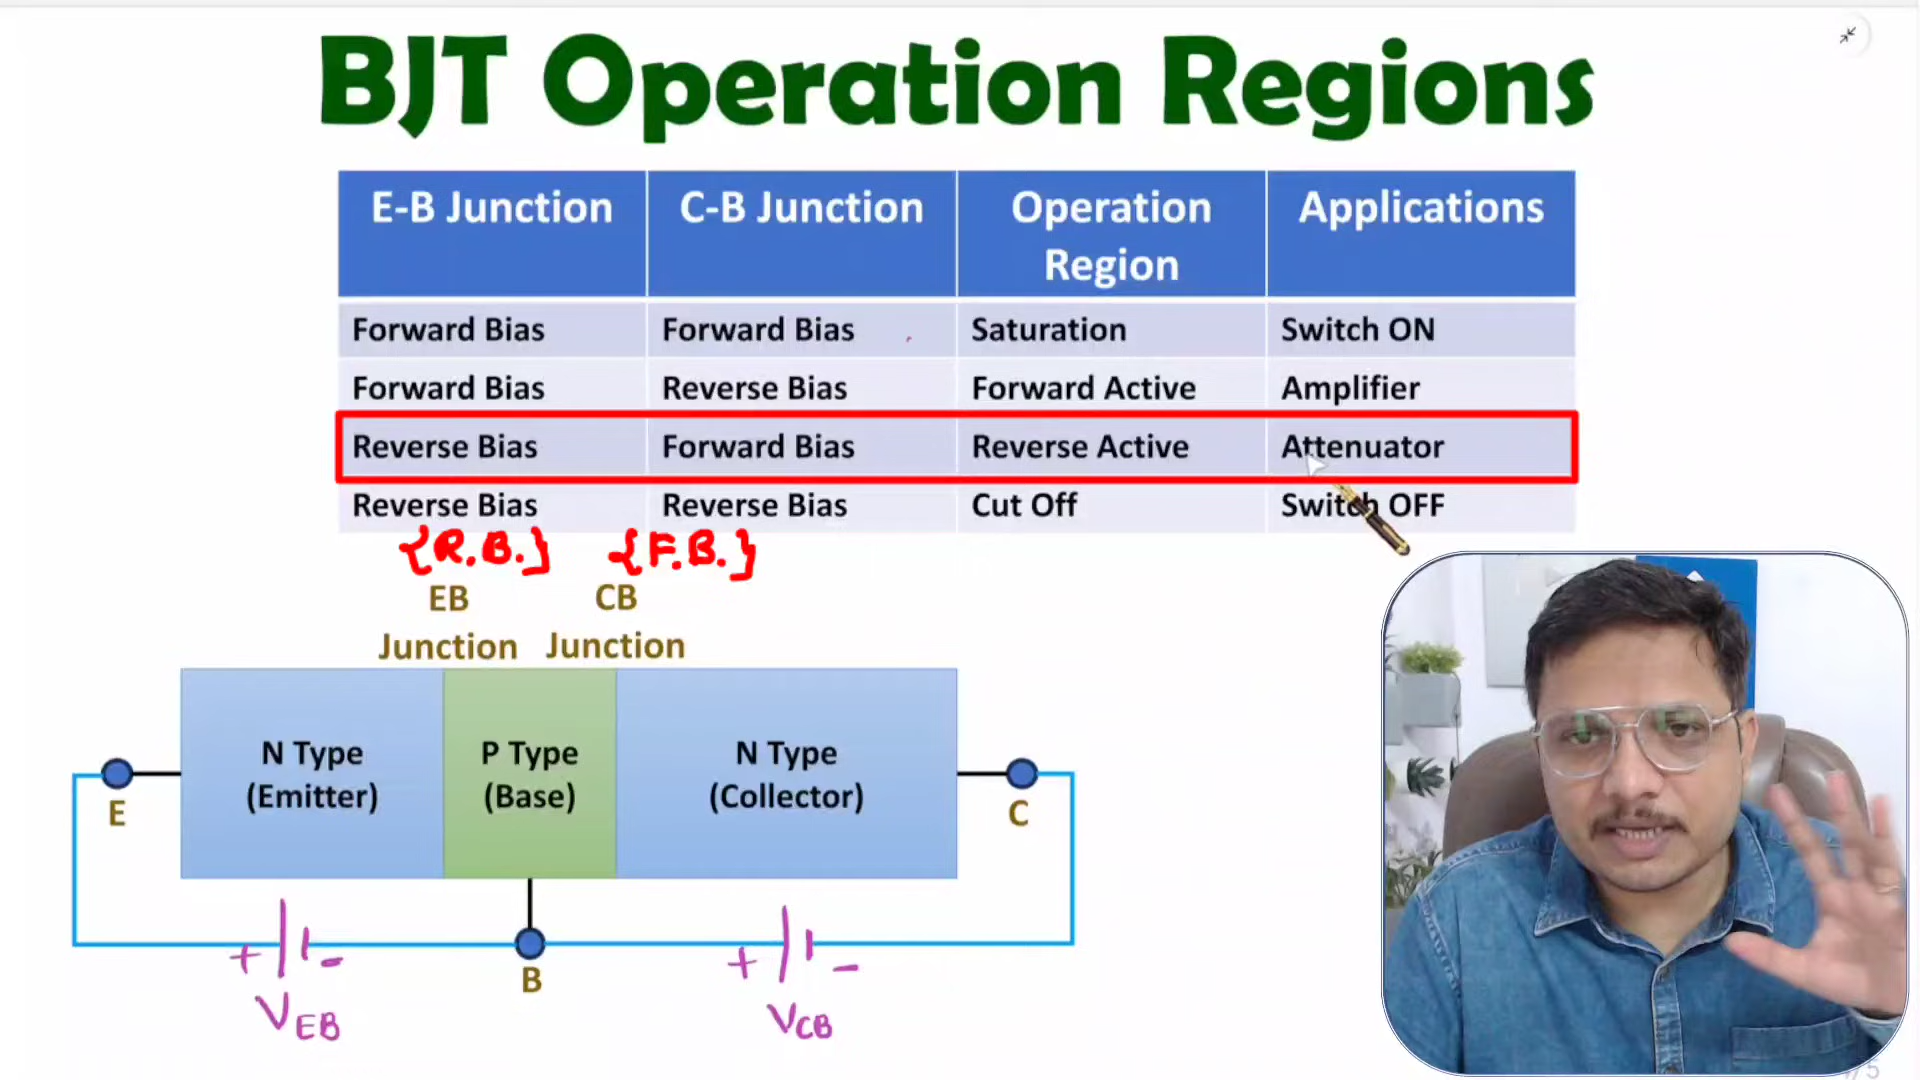 BJT Operation Regions
E-B Junction C-B Junction Operation Region Applications
Forward Bias Forward Bias Saturation Switch ON
Forward Bias Reverse Bias Forward Active Amplifier
Reverse Bias Forward Bias Reverse Active Attenuator
Reverse Bias Reverse Bias Cut Off Switch OFF
{R.B.} {F.B.}
EB CB
Junction Junction
N Type P Type N Type
(Emitter) (Base) (Collector)
E C
+ - B + -
VEB VCB